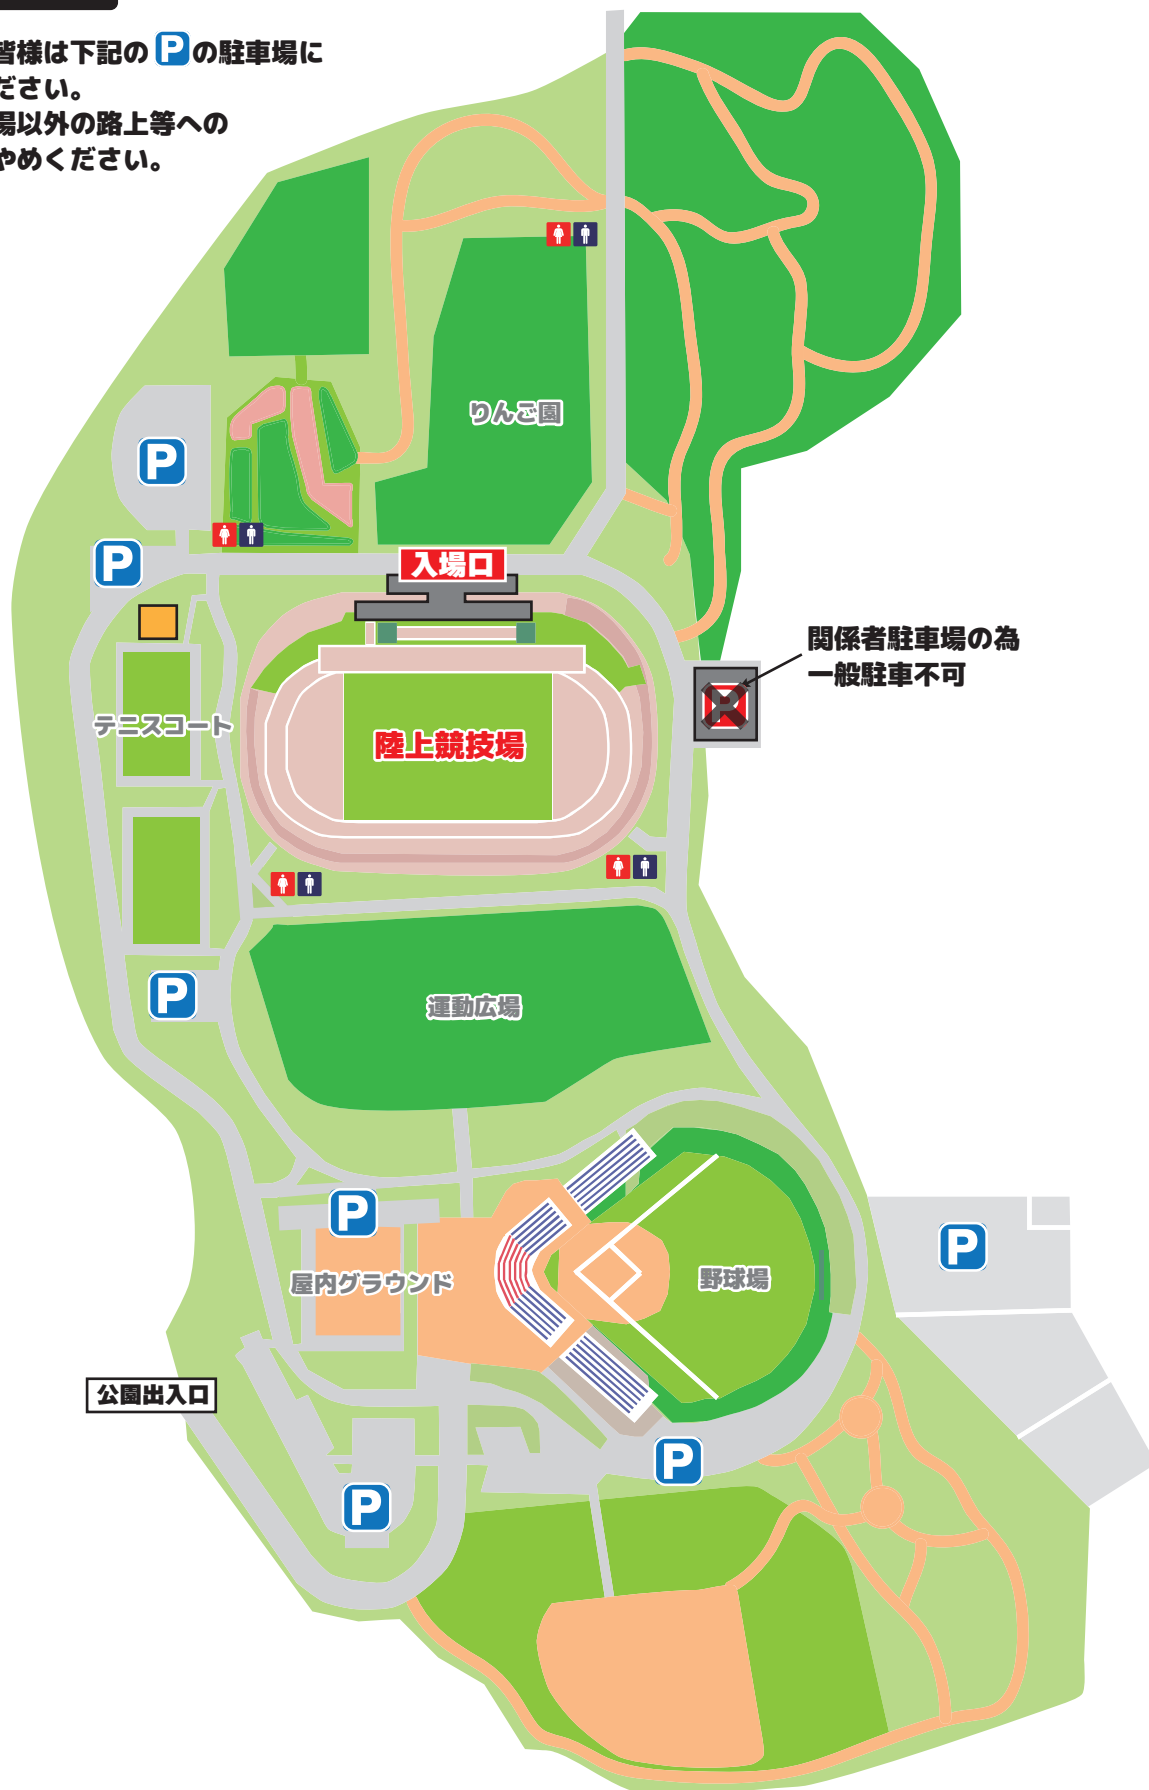 皆様は下記の P の駐車場に
ださい。
場以外の路上等への
やめください。
りんご園
P
P
入場口
関係者駐車場の為
一般駐車不可
P
テニスコート
陸上競技場
P
運動広場
P
P
屋内グラウンド
野球場
公園出入口
P
P